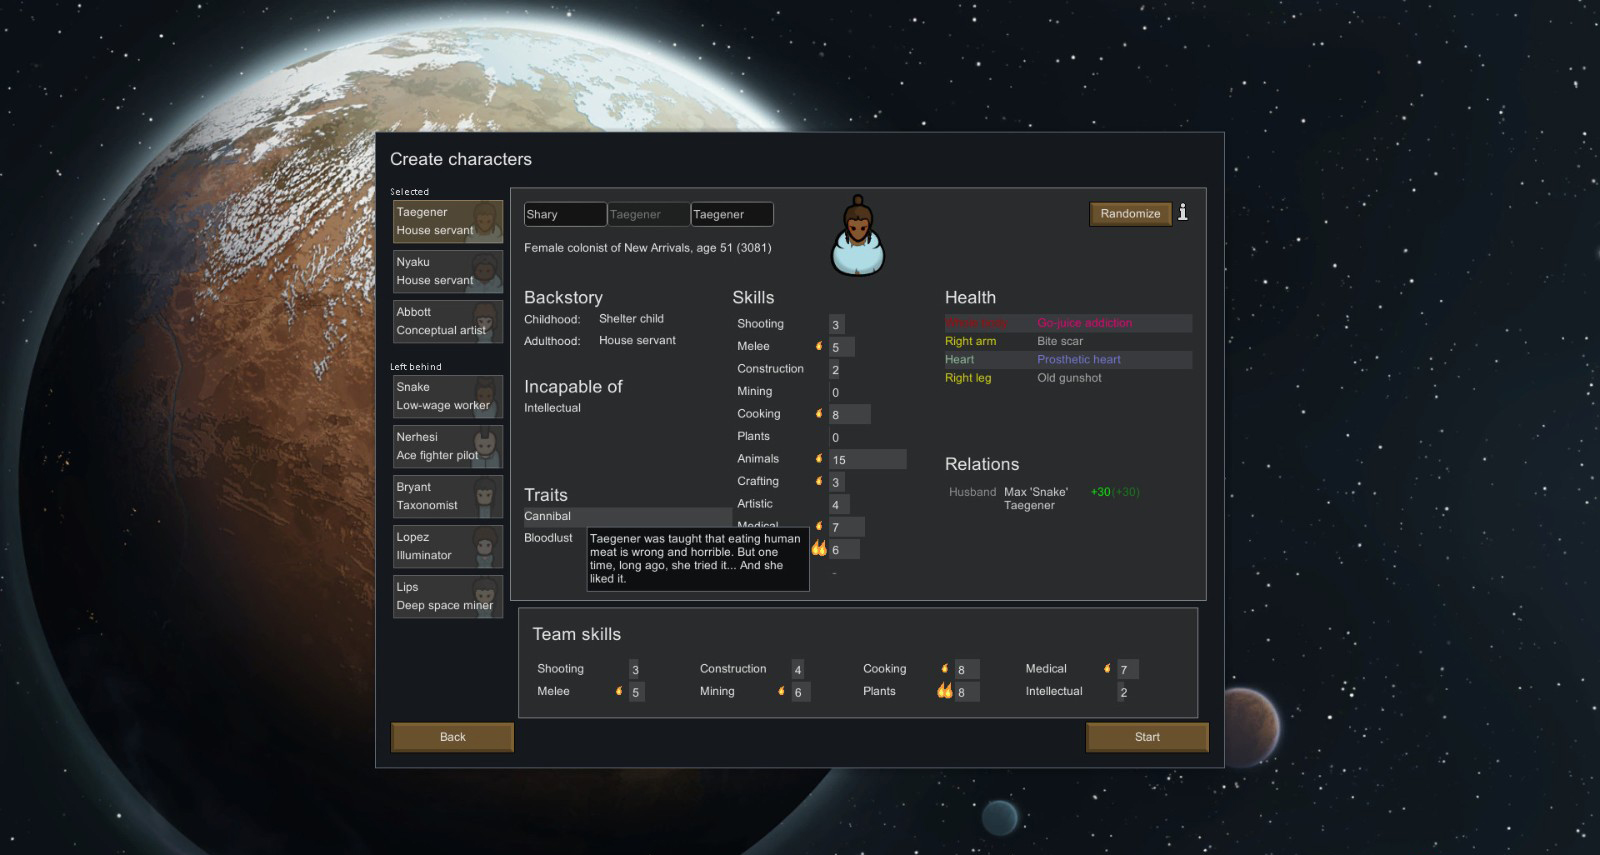 Create characters
Selected
Taegener
House servant
Nyaku
House servant
Abbott
Conceptual artist
Left behind
Snake
Low-wage worker
Nerhesi
Ace fighter pilot
Bryant
Taxonomist
Lopez
Illuminator
Lips
Deep space miner
Shary Taegener Taegener
Randomize
Female colonist of New Arrivals, age 51 (3081)
Backstory
Childhood: Shelter child
Adulthood: House servant
Incapable of
Intellectual
Traits
Cannibal
Bloodlust
Taegener was taught that eating human
meat is wrong and horrible. But one
time, long ago, she tried it... And she
liked it.
Skills
Shooting 3
Melee 5
Construction 2
Mining 0
Cooking 8
Plants 0
Animals 15
Crafting 3
Artistic 4
Medical 7
6
-
Health
Whole body Go-juice addiction
Right arm Bite scar
Heart Prosthetic heart
Right leg Old gunshot
Relations
Husband Max 'Snake' +30 (+30)
Taegener
Team skills
Shooting 3 Construction 4 Cooking 8 Medical 7
Melee 5 Mining 6 Plants 8 Intellectual 2
Back
Start